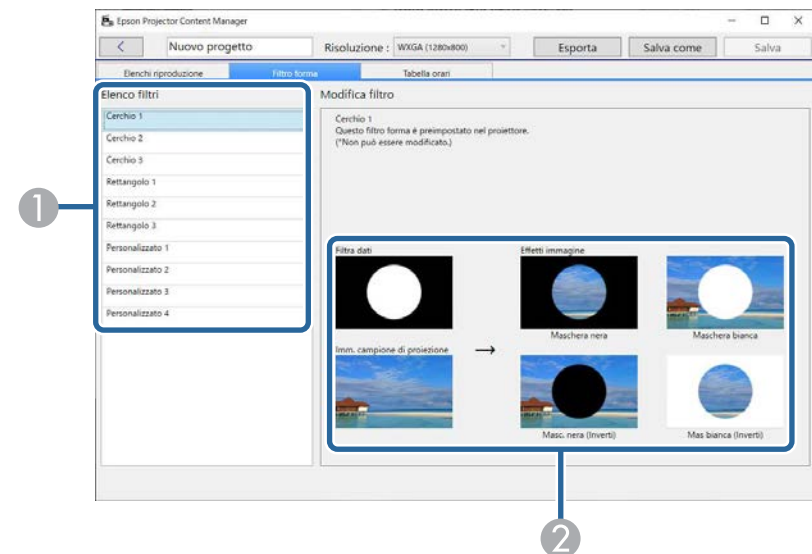 Epson Projector Content Manager
Nuovo progetto
Risoluzione :
WXGA (1280x800)
Esporta
Salva come
Salva
Elenchi riproduzione
Filtro forma
Tabella orari
Elenco filtri
Cerchio 1
Cerchio 2
Cerchio 3
Rettangolo 1
Rettangolo 2
Rettangolo 3
Personalizzato 1
Personalizzato 2
Personalizzato 3
Personalizzato 4
Modifica filtro
Cerchio 1
Questo filtro forma è preimpostato nel proiettore.
(*Non può essere modificato.)
Filtra dati
Imm. campione di proiezione
→
Effetti immagine
Maschera nera
Maschera bianca
Masc. nera (Inverti)
Mas bianca (Inverti)
1
2